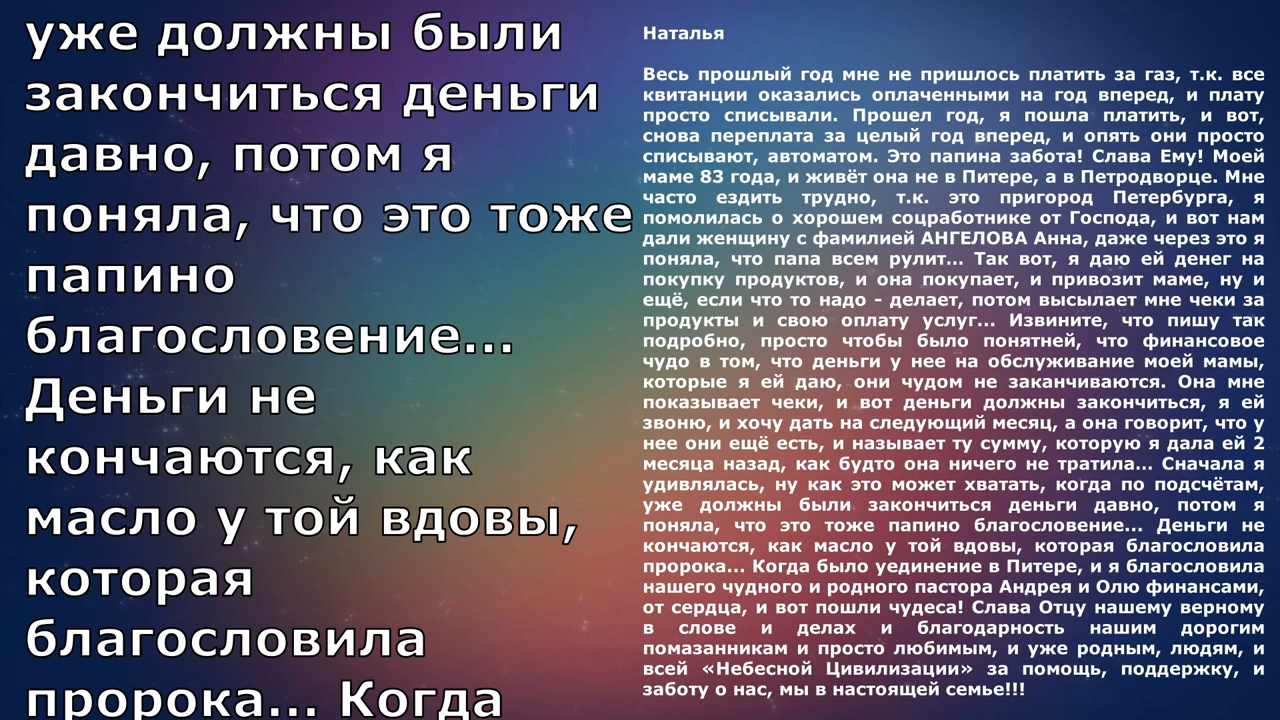 уже должны были
закончиться деньги
давно, потом я
поняла, что это тоже
папино
благословение...
Деньги не
кончаются, как
масло у той вдовы,
которая
благословила
пророка... Когда
Наталья
Весь прошлый год мне не пришлось платить за газ, т.к. все
квитанции оказались оплаченными на год вперед, и плату
просто списывали. Прошел год, я пошла платить, и вот,
снова переплата за целый год вперед, и опять они просто
списывают, автоматом. Это папина забота! Слава Ему! Моей
маме 83 года, и живёт она не в Питере, а в Петродворце. Мне
часто ездить трудно, т.к. это пригород Петербурга, я
помолилась о хорошем соцработнике от Господа, и вот нам
дали женщину с фамилией АНГЕЛОВА Анна, даже через это я
поняла, что папа всем рулит... Так вот, я даю ей денег на
покупку продуктов, и она покупает, и привозит маме, ну и
ещё, если что то надо - делает, потом высылает мне чеки за
продукты и свою оплату услуг... Извините, что пишу так
подробно, просто чтобы было понятней, что финансовое
чудо в том, что деньги у нее на обслуживание моей мамы,
которые я ей даю, они чудом не заканчиваются. Она мне
показывает чеки, и вот деньги должны закончиться, я ей
звоню, и хочу дать на следующий месяц, а она говорит, что у
нее они ещё есть, и называет ту сумму, которую я дала ей 2
месяца назад, как будто она ничего не тратила... Сначала я
удивлялась, ну как это может хватать, когда по подсчётам,
уже должны были закончиться деньги давно, потом я
поняла, что это тоже папино благословение... Деньги не
кончаются, как масло у той вдовы, которая благословила
пророка... Когда было уединение в Питере, и я благословила
нашего чудного и родного пастора Андрея и Олю финансами,
от сердца, и вот пошли чудеса! Слава Отцу нашему верному
в слове и делах и благодарность нашим дорогим
помазанникам и просто любимым, и уже родным, людям, и
всей «Небесной Цивилизации» за помощь, поддержку, и
заботу о нас, мы в настоящей семье!!!